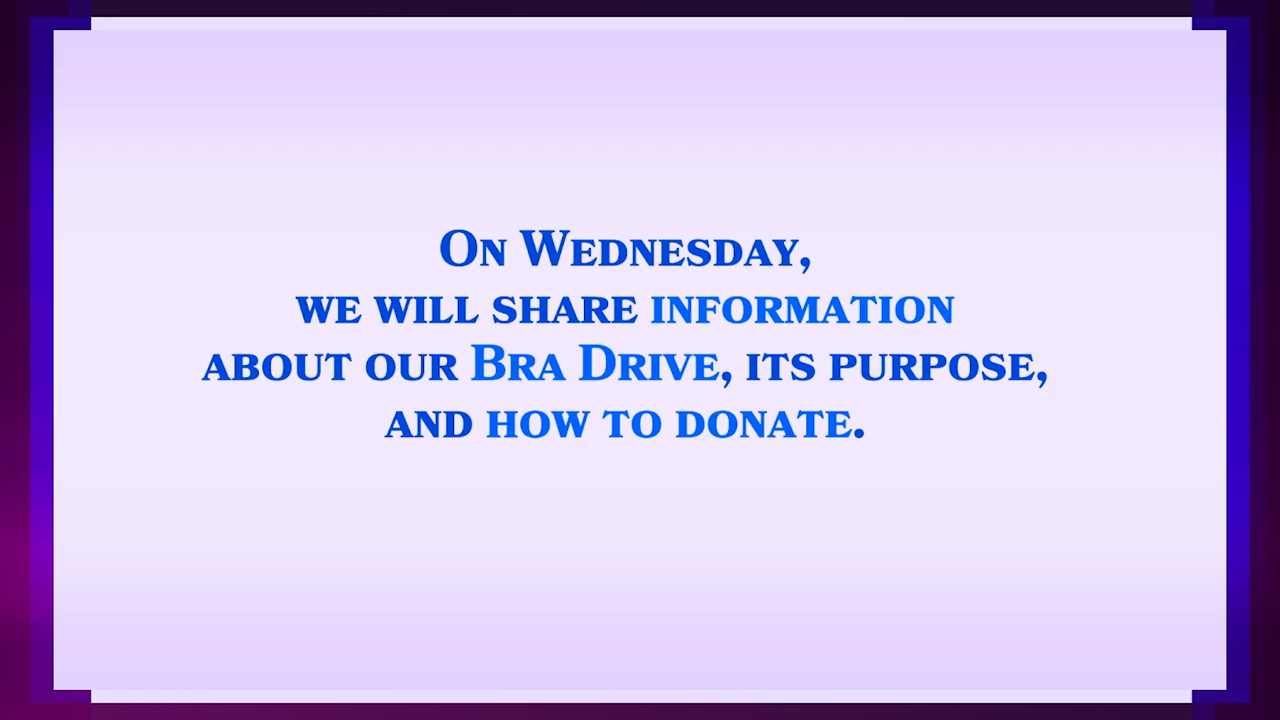 On Wednesday,
we will share information
about our Bra Drive, its purpose,
and how to donate.